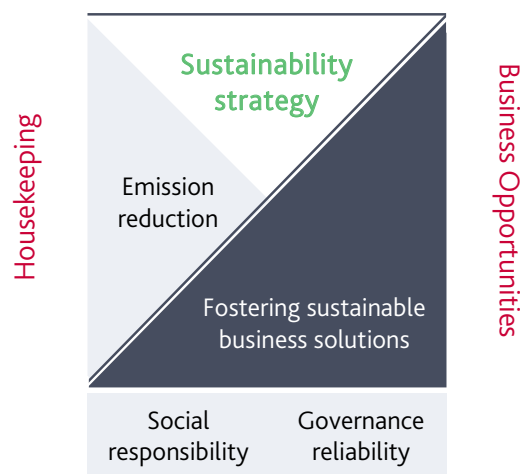 Sustainability
strategy
Housekeeping
Emission
reduction
Business Opportunities
Fostering sustainable
business solutions
Social
responsibility
Governance
reliability